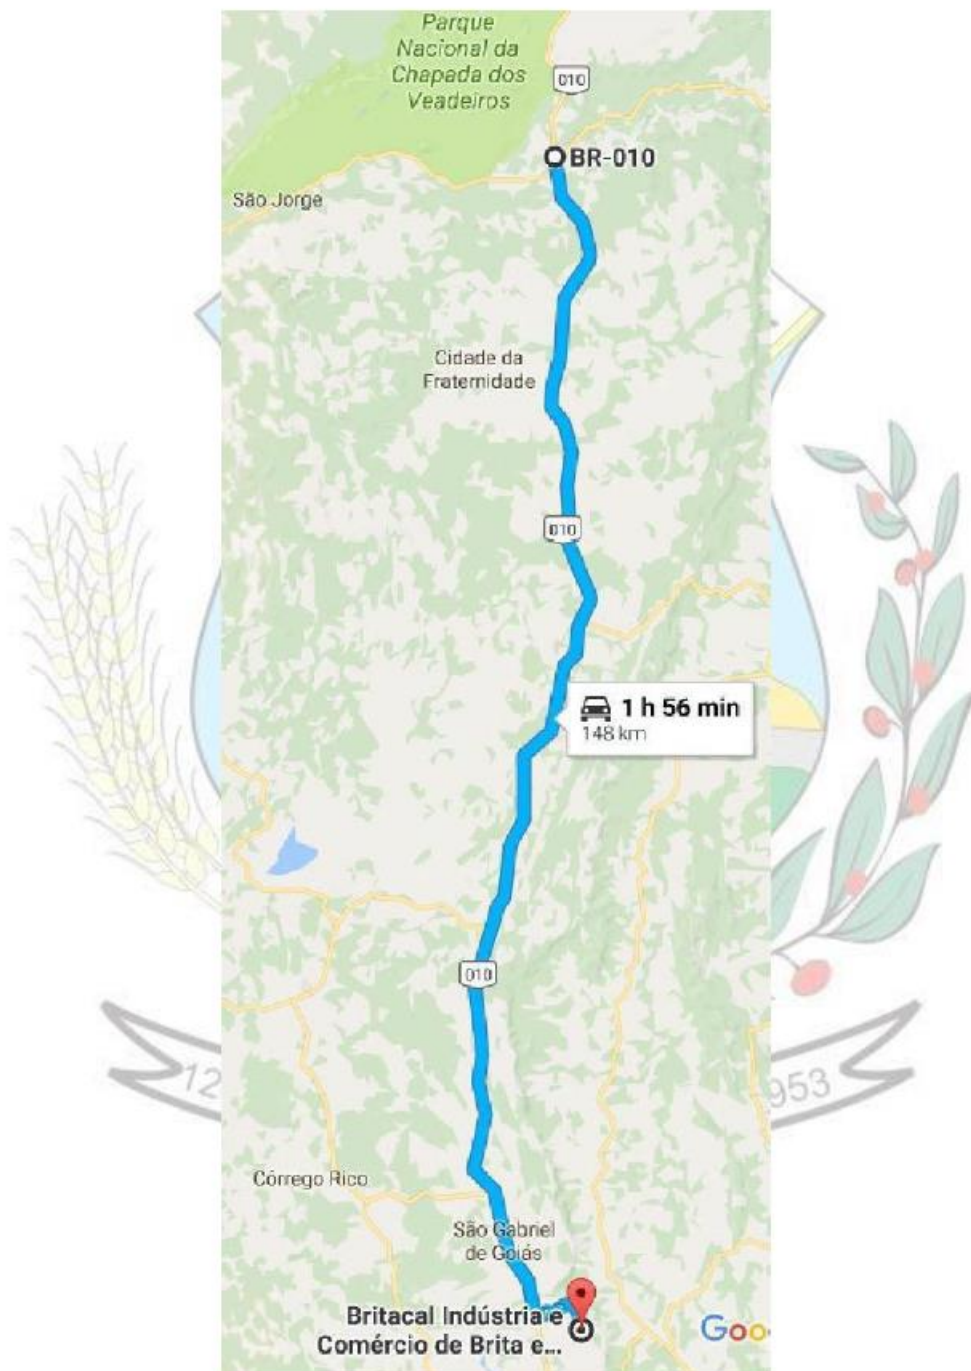 Parque
Nacional da
Chapada dos
Veadeiros
010
BR-010
São Jorge
Cidade da
Fraternidade
010
1 h 56 min
148 km
010
12
1953
Córrego Rico
São Gabriel
de Goiás
Britacal Indústria e
Comércio de Brita e...
Goo